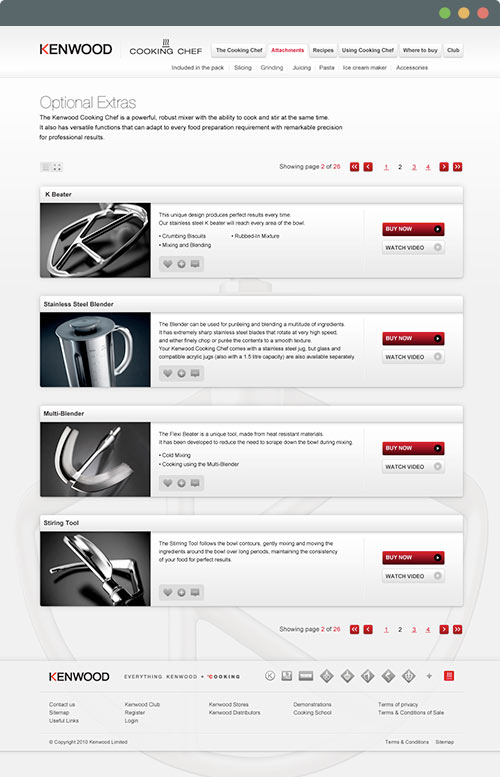 KENWOOD
COOKING CHEF
The Cooking Chef
Attachments
Recipes
Using Cooking Chef
Where to buy
Club
Included in the pack
Slicing
Grinding
Juicing
Pasta
Ice cream maker
Accessories
Optional Extras
The Kenwood Cooking Chef is a powerful, robust mixer with the ability to cook and stir at the same time.
It also has versatile functions that can adapt to every food preparation requirement with remarkable precision
for professional results.
Showing page 2 of 26
1 2 3 4
K Beater
This unique design produces perfect results every time.
Our stainless steel K beater will reach every area of the bowl.
• Crumbing Biscuits
• Rubbed-In Mixture
• Mixing and Blending
BUY NOW
WATCH VIDEO
Stainless Steel Blender
The Blender can be used for puréeing and blending a multitude of ingredients.
It has extremely sharp stainless steel blades that rotate at very high speed,
and either finely chop or purée the contents to a smooth texture.
Your Kenwood Cooking Chef comes with a stainless steel jug, but glass and
compatible acrylic jugs (also with a 1.5 litre capacity) are also available separately.
BUY NOW
WATCH VIDEO
Multi-Blender
The Flexi Beater is a unique tool, made from heat resistant materials.
It has been developed to reduce the need to scrape down the bowl during mixing.
• Cold Mixing
• Cooking using the Multi-Blender
BUY NOW
WATCH VIDEO
Stiring Tool
The Stirring Tool follows the bowl contours, gently mixing and moving the
ingredients around the bowl over long periods, maintaining the consistency
of your food for perfect results.
BUY NOW
WATCH VIDEO
Showing page 2 of 26
1 2 3 4
KENWOOD
EVERYTHING KENWOOD + °COOKING
Contact us
Kenwood Club
Kenwood Stores
Demonstrations
Terms of privacy
Sitemap
Register
Kenwood Distributors
Cooking School
Terms & Conditions of Sale
Useful Links
Login
© Copyright 2010 Kenwood Limited
Terms & Conditions
Sitemap